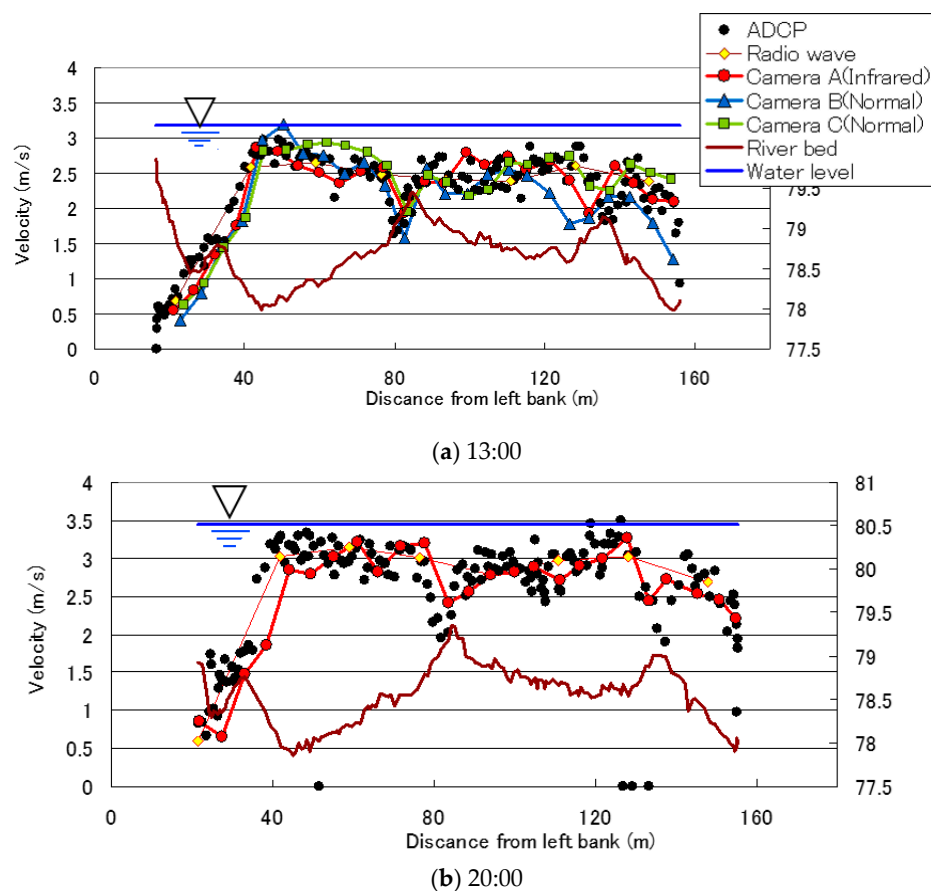 ADCP
Radio wave
Camera A(Infrared)
Camera B(Normal)
Camera C(Normal)
River bed
Water level
4
3.5
3
2.5
2
1.5
1
0.5
0
Velocity (m/s)
79.5
79
78.5
78
77.5
0 40 80 120 160
Discance from left bank (m)
(a) 13:00
4
3.5
3
2.5
2
1.5
1
0.5
0
Velocity (m/s)
81
80.5
80
79.5
79
78.5
78
77.5
0 40 80 120 160
Distance from left bank (m)
(b) 20:00